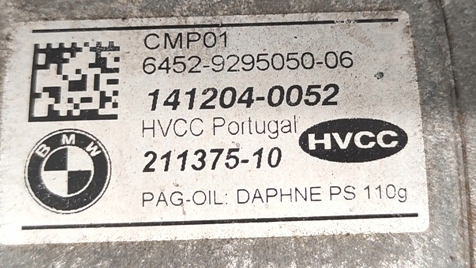 CMP01
6452-9295050-06
141204-0052
HVCC Portugal
211375-10
HVCC
BMW
PAG-OIL: DAPHNE PS 110g